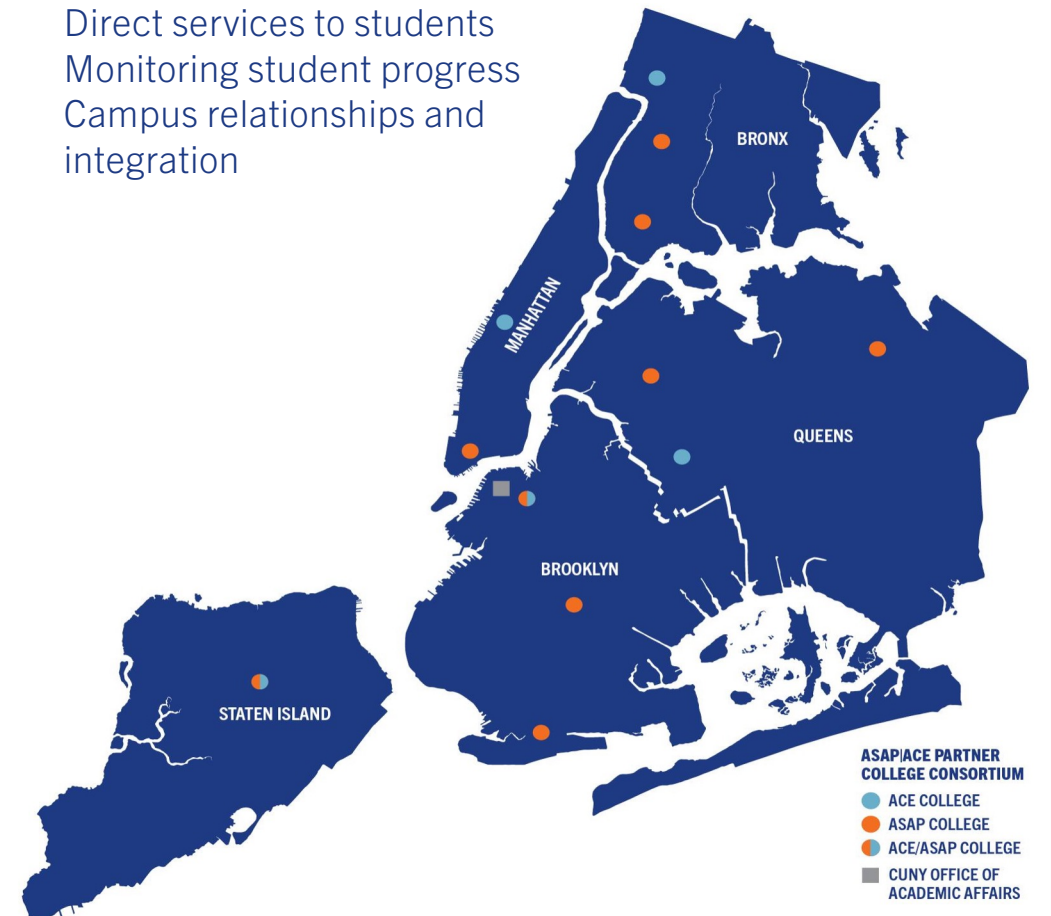 Direct services to students
Monitoring student progress
Campus relationships and
integration
BRONX
MANHATTAN
QUEENS
BROOKLYN
STATEN ISLAND
ASAP|ACE PARTNER
COLLEGE CONSORTIUM
ACE COLLEGE
ASAP COLLEGE
ACE/ASAP COLLEGE
CUNY OFFICE OF
ACADEMIC AFFAIRS